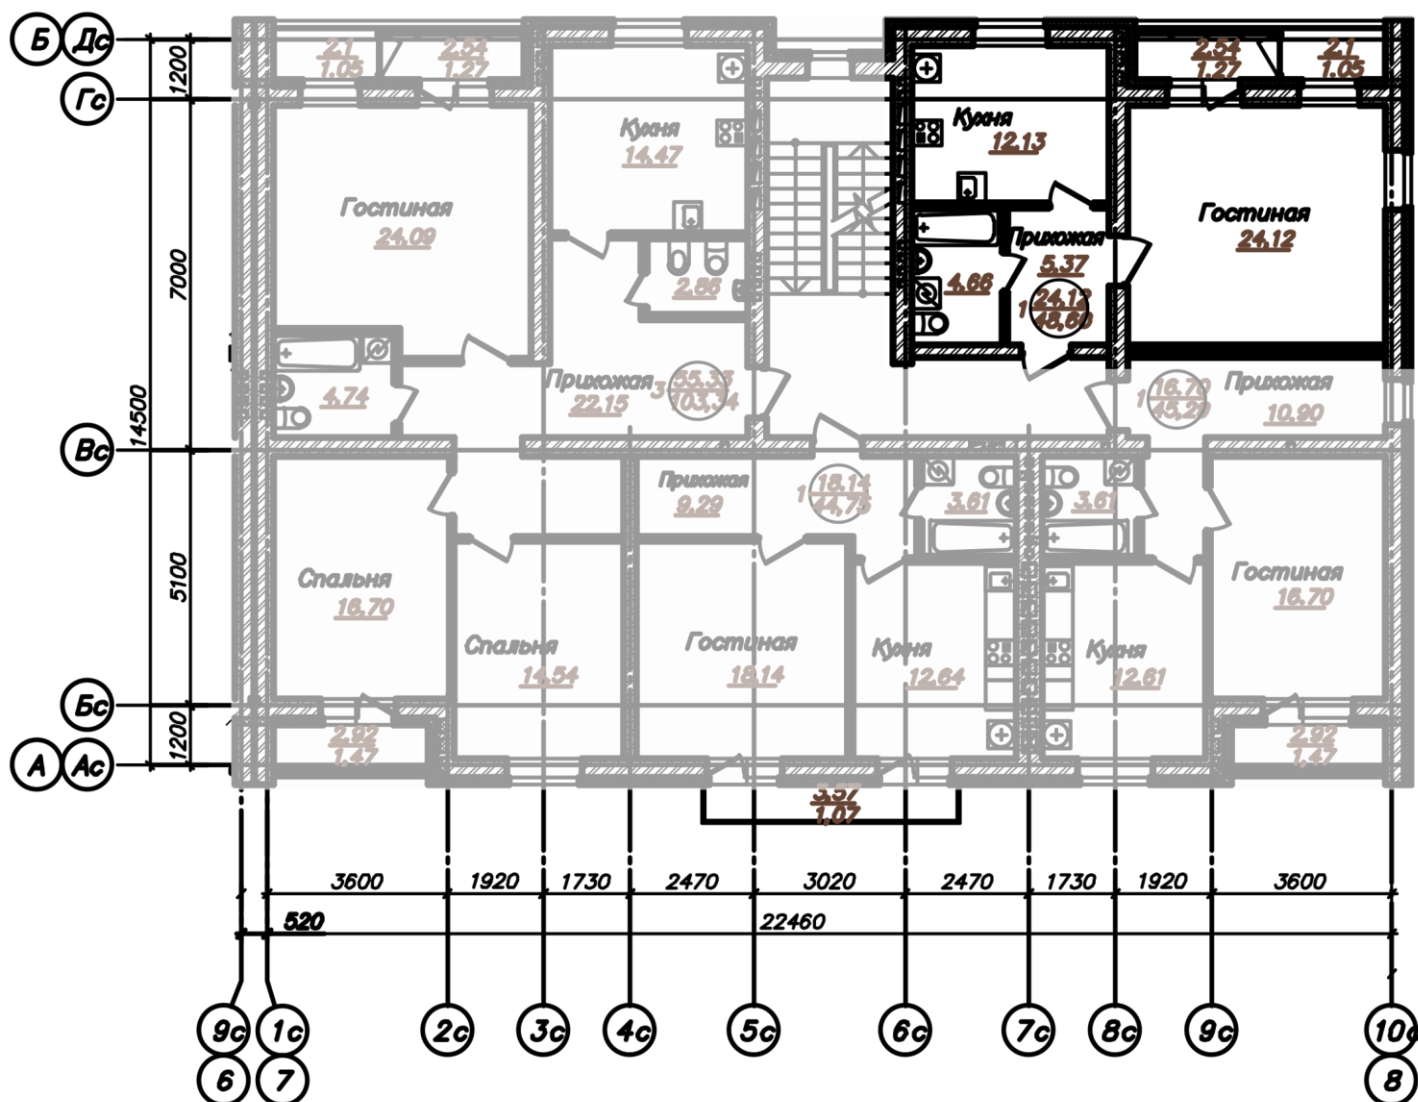 Б Дс
Гс
Вс
Бс
А Ас
1200
7000
14500
5100
1200
2.1
1.05
2.54
1.27
2.54
1.27
2.1
1.05
Кухня
14,47
Кухня
12,13
Гостиная
24,09
Гостиная
24,12
Прихожая
5,37
4,66
1 24,12
48,60
2,86
4,74
Прихожая
22,15
3 55,33
103,34
1 16,70
45,29
Прихожая
10,90
Прихожая
9,29
1 18,14
44,75
3,61
3,61
Спальня
16,70
Спальня
14,54
Гостиная
18,14
Кухня
12,64
Кухня
12,61
Гостиная
16,70
2,92
1,47
2,92
1,47
3,57
1,07
3600 1920 1730 2470 3020 2470 1730 1920 3600
520 22460
9с 1с 2с 3с 4с 5с 6с 7с 8с 9с 10с
6 7 8